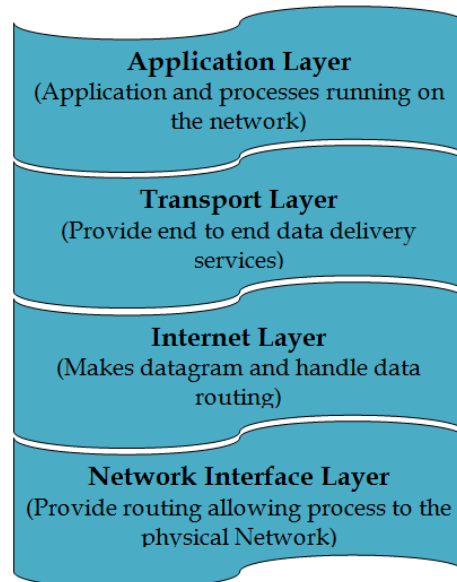 Application Layer
(Application and processes running on
the network)
Transport Layer
(Provide end to end data delivery
services)
Internet Layer
(Makes datagram and handle data
routing)
Network Interface Layer
(Provide routing allowing process to the
physical Network)